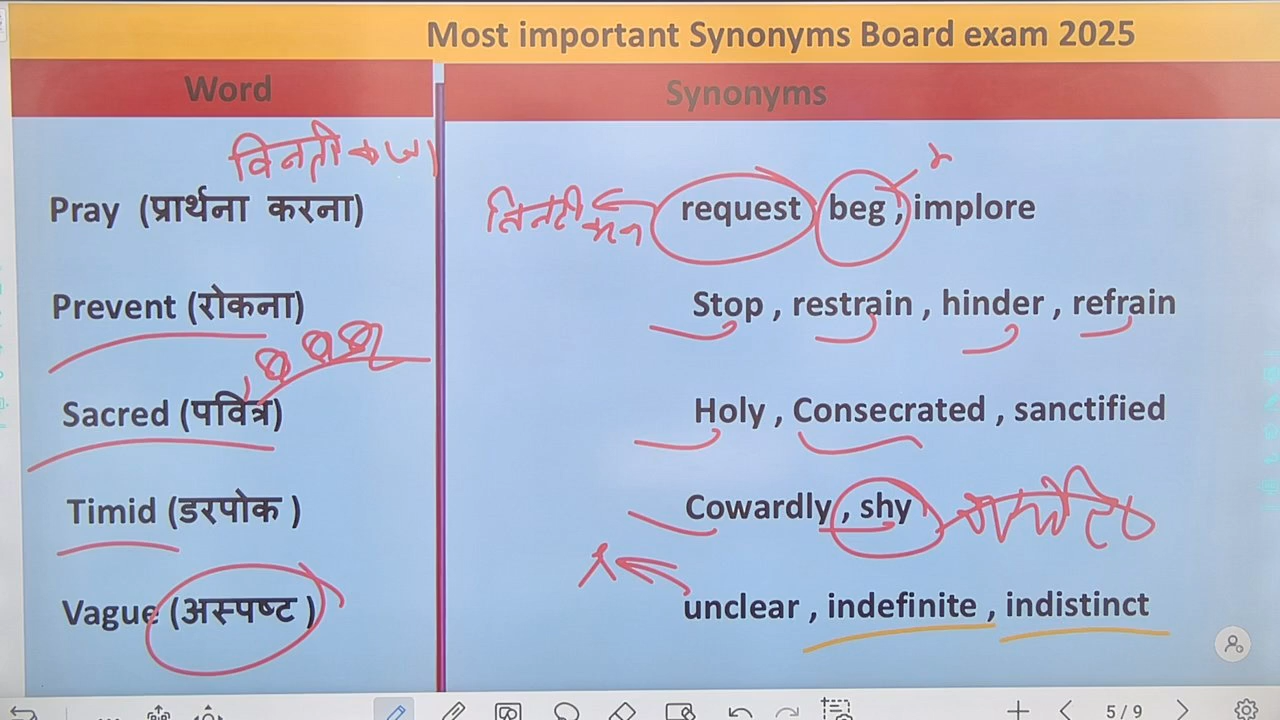 Most important Synonyms Board exam 2025
Word Synonyms
विनती
Pray (प्रार्थना करना) request beg , implore
विनती
Prevent (रोकना) Stop , restrain , hinder , refrain
Sacred (पवित्र) Holy , Consecrated , sanctified
Timid (डरपोक ) Cowardly , shy
Vague (अस्पष्ट ) unclear , indefinite , indistinct
5 / 9